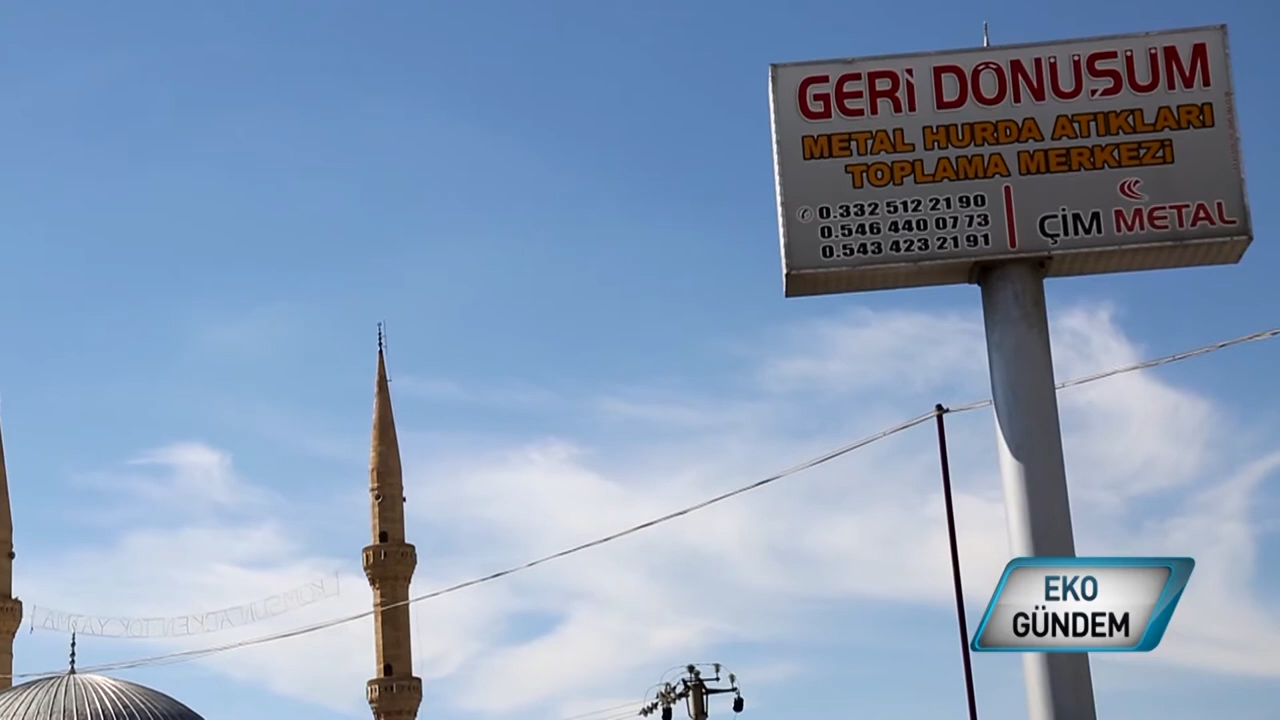 GERİ DÖNÜŞÜM
METAL HURDA ATIKLARI
TOPLAMA MERKEZİ
0.332 512 21 90
0.546 440 07 73
0.543 423 21 91
ÇİM METAL
EKO
GÜNDEM